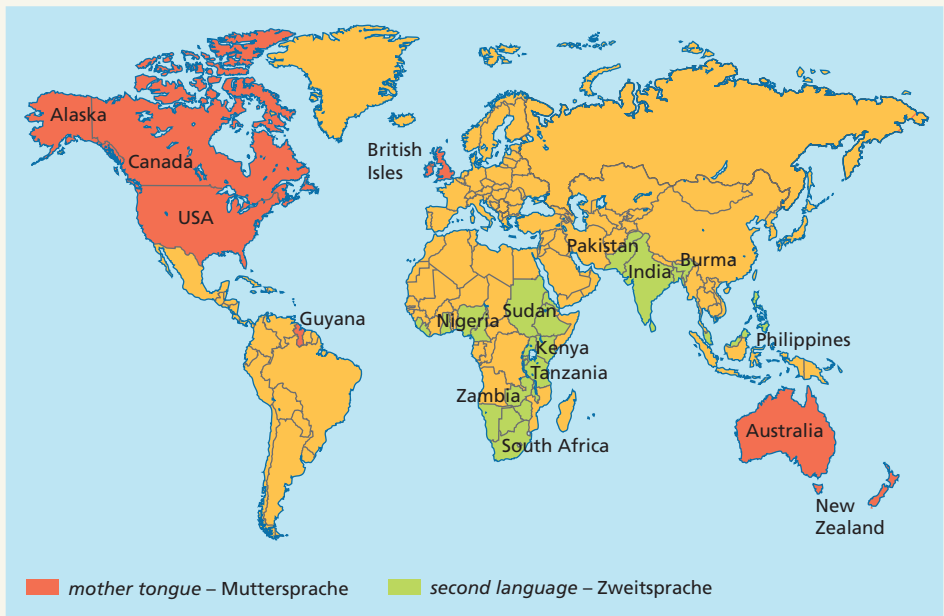 Alaska
Canada
USA
British
Isles
Guyana
Pakistan
India
Burma
Nigeria
Sudan
Kenya
Tanzania
Zambia
South Africa
Philippines
Australia
New
Zealand
mother tongue – Muttersprache
second language – Zweitsprache